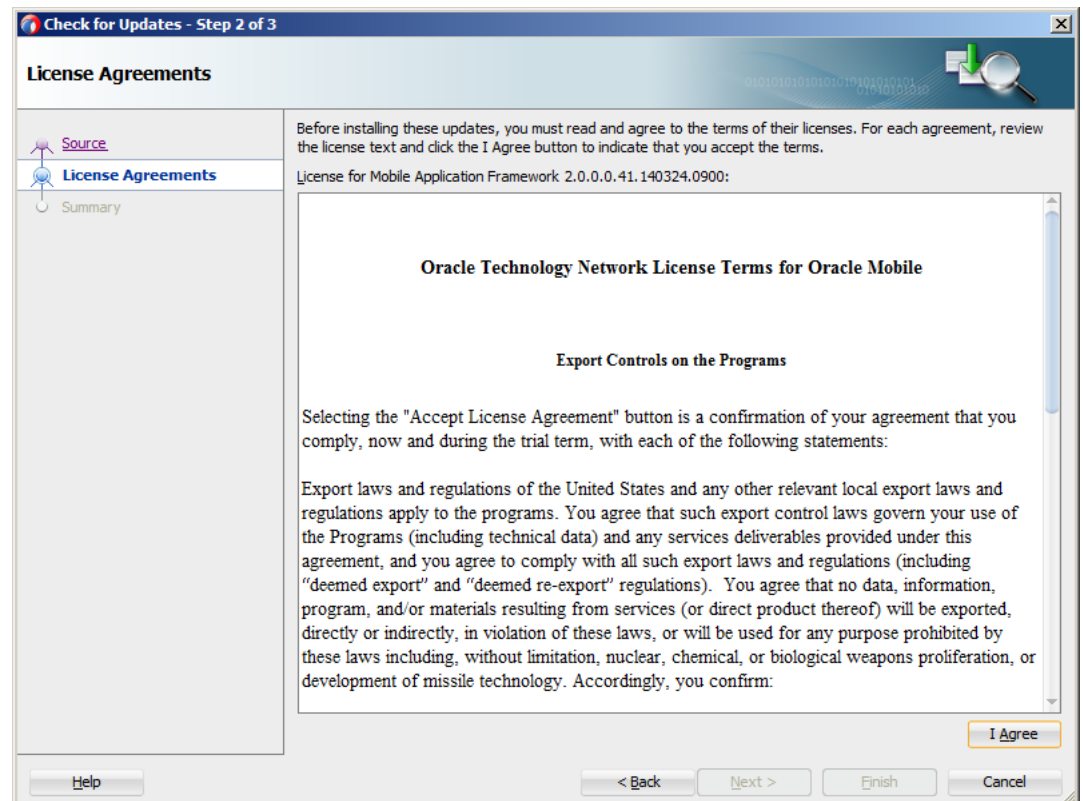 Check for Updates - Step 2 of 3
License Agreements
Source
License Agreements
Summary
Before installing these updates, you must read and agree to the terms of their licenses. For each agreement, review
the license text and click the I Agree button to indicate that you accept the terms.
License for Mobile Application Framework 2.0.0.0.41.140324.0900:
Oracle Technology Network License Terms for Oracle Mobile
Export Controls on the Programs
Selecting the "Accept License Agreement" button is a confirmation of your agreement that you
comply, now and during the trial term, with each of the following statements:
Export laws and regulations of the United States and any other relevant local export laws and
regulations apply to the programs. You agree that such export control laws govern your use of
the Programs (including technical data) and any services deliverables provided under this
agreement, and you agree to comply with all such export laws and regulations (including
“deemed export” and “deemed re-export” regulations).  You agree that no data, information,
program, and/or materials resulting from services (or direct product thereof) will be exported,
directly or indirectly, in violation of these laws, or will be used for any purpose prohibited by
these laws including, without limitation, nuclear, chemical, or biological weapons proliferation, or
development of missile technology. Accordingly, you confirm:
I Agree
Help
< Back
Next >
Finish
Cancel